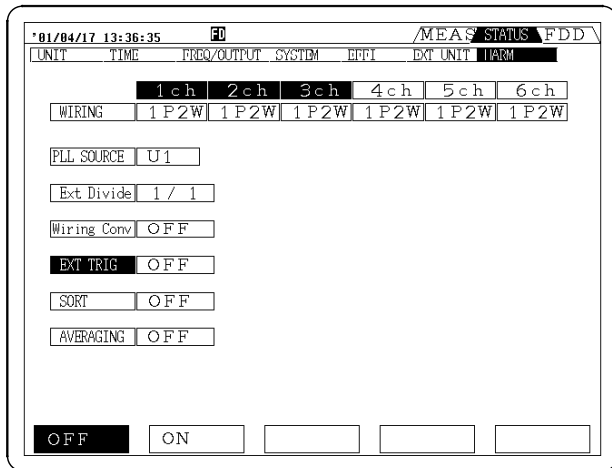 '01/04/17 13:36:35 FD MEAS STATUS FDD
UNIT TIME FREQ/OUTPUT SYSTEM EFFI EXT UNIT HARM
1ch 2ch 3ch 4ch 5ch 6ch
WIRING 1P2W 1P2W 1P2W 1P2W 1P2W 1P2W
PLL SOURCE U1
Ext Divide 1/ 1
Wiring Conv OFF
EXT TRIG OFF
SORT OFF
AVERAGING OFF
OFF ON